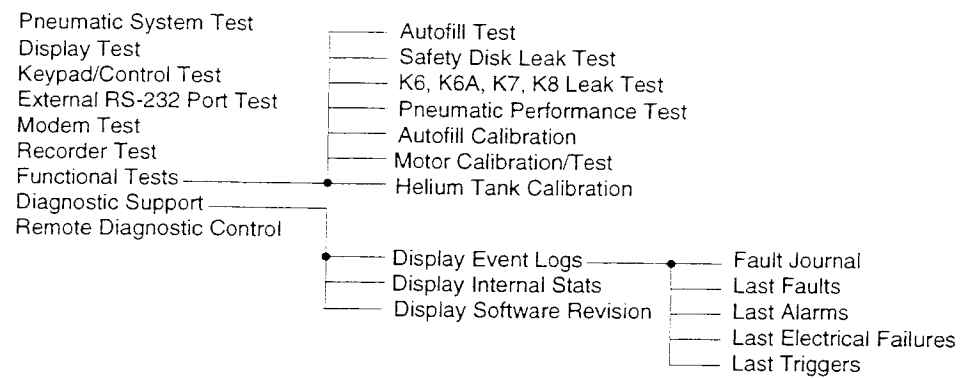 Pneumatic System Test
Display Test
Keypad/Control Test
External RS-232 Port Test
Modem Test
Recorder Test
Functional Tests
Diagnostic Support
Remote Diagnostic Control
Autofill Test
Safety Disk Leak Test
K6, K6A, K7, K8 Leak Test
Pneumatic Performance Test
Autofill Calibration
Motor Calibration/Test
Helium Tank Calibration
Display Event Logs
Display Internal Stats
Display Software Revision
Fault Journal
Last Faults
Last Alarms
Last Electrical Failures
Last Triggers